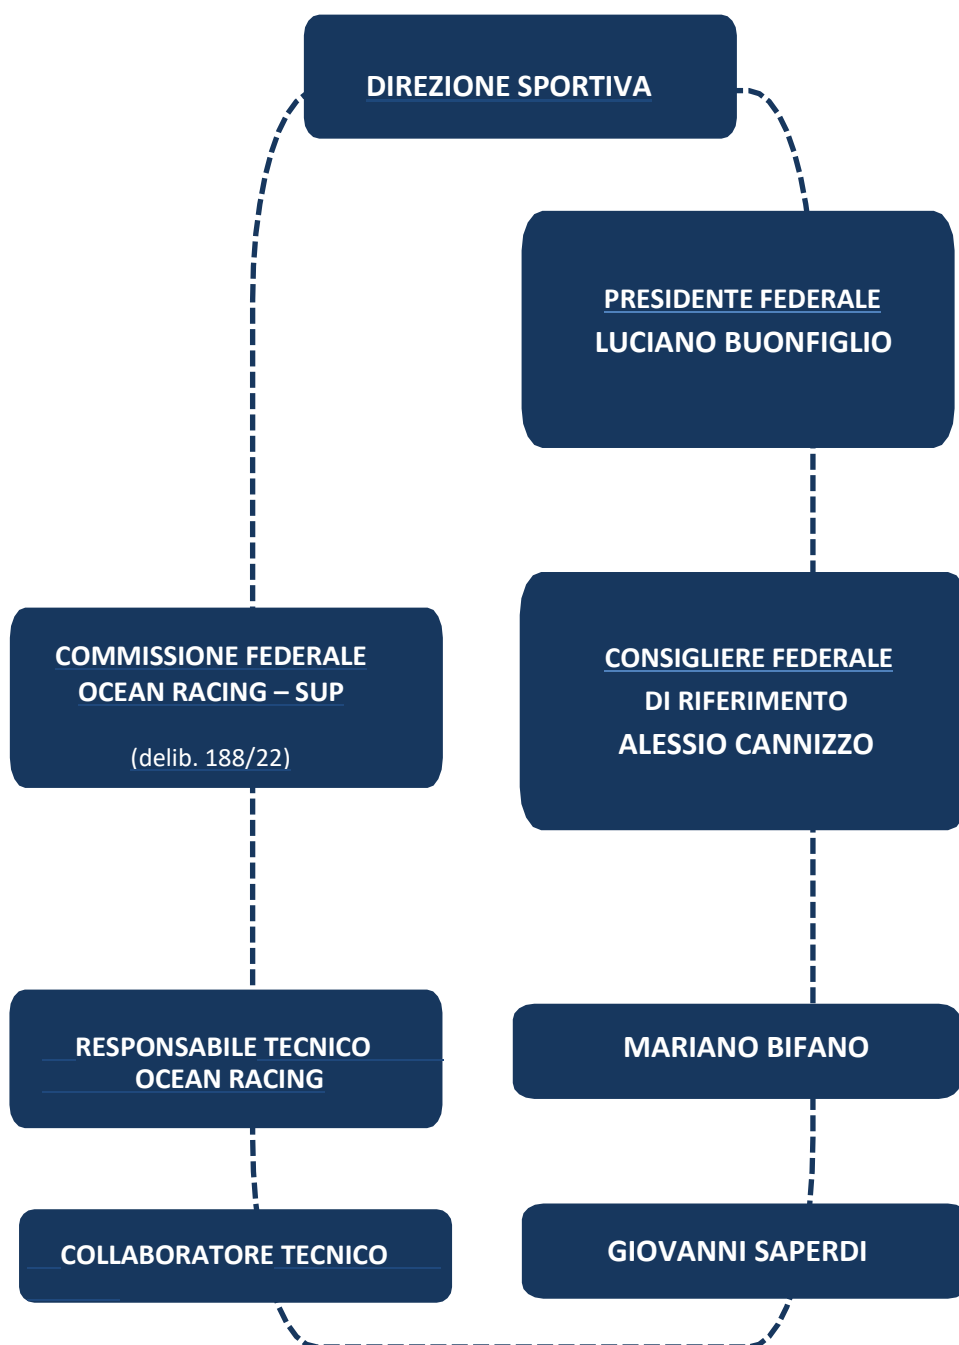 DIREZIONE SPORTIVA
PRESIDENTE FEDERALE
LUCIANO BUONFIGLIO
COMMISSIONE FEDERALE
OCEAN RACING – SUP
(delib. 188/22)
CONSIGLIERE FEDERALE
DI RIFERIMENTO
ALESSIO CANNIZZO
RESPONSABILE TECNICO
OCEAN RACING
MARIANO BIFANO
COLLABORATORE TECNICO
GIOVANNI SAPERDI